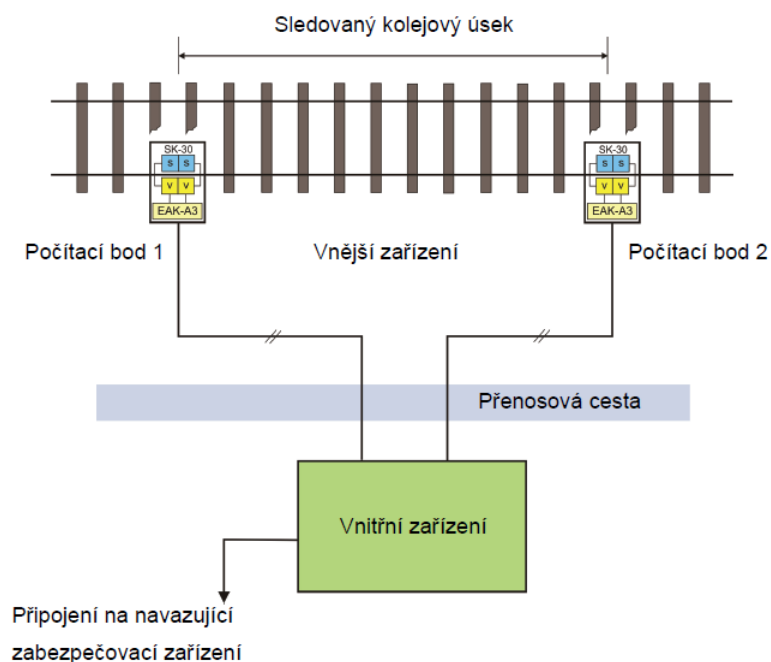 Sledovaný kolejový úsek
SK-30
S S
V V
EAK-A3
SK-30
S S
V V
EAK-A3
Počítací bod 1
Vnější zařízení
Počítací bod 2
Přenosová cesta
Vnitřní zařízení
Připojení na navazující
zabezpečovací zařízení